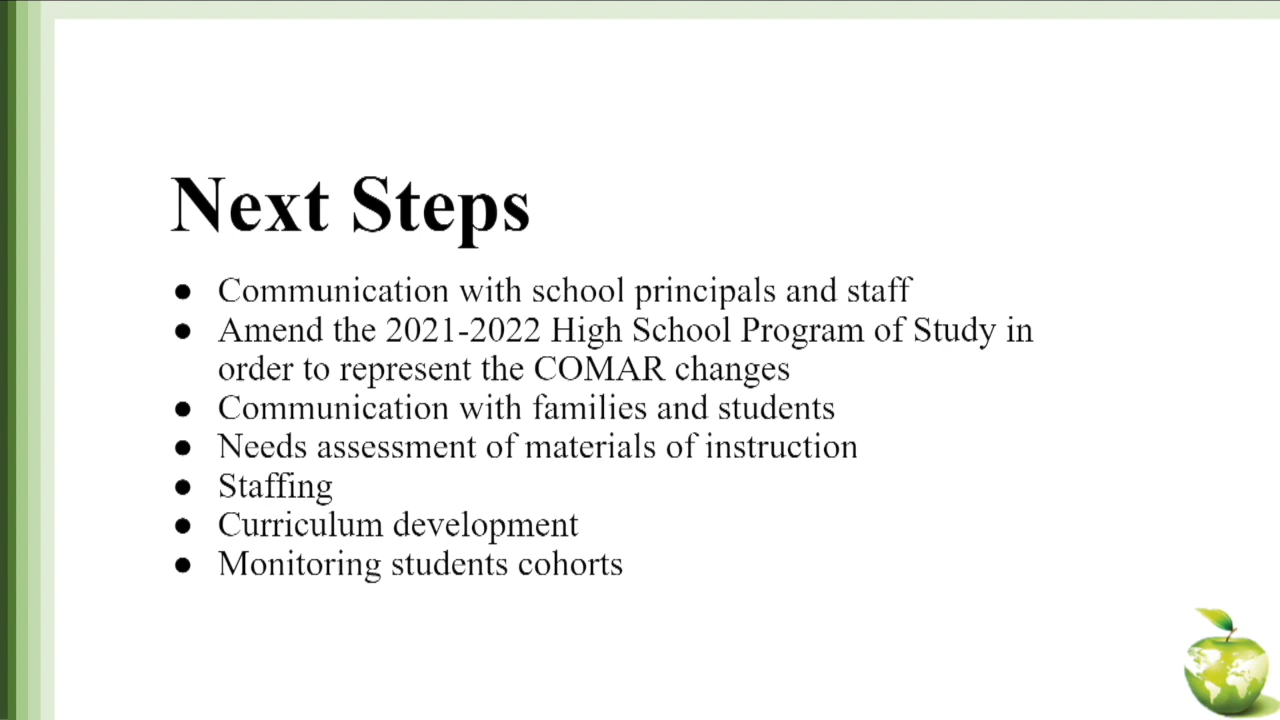 Next Steps
● Communication with school principals and staff
● Amend the 2021-2022 High School Program of Study in
order to represent the COMAR changes
● Communication with families and students
● Needs assessment of materials of instruction
● Staffing
● Curriculum development
● Monitoring students cohorts